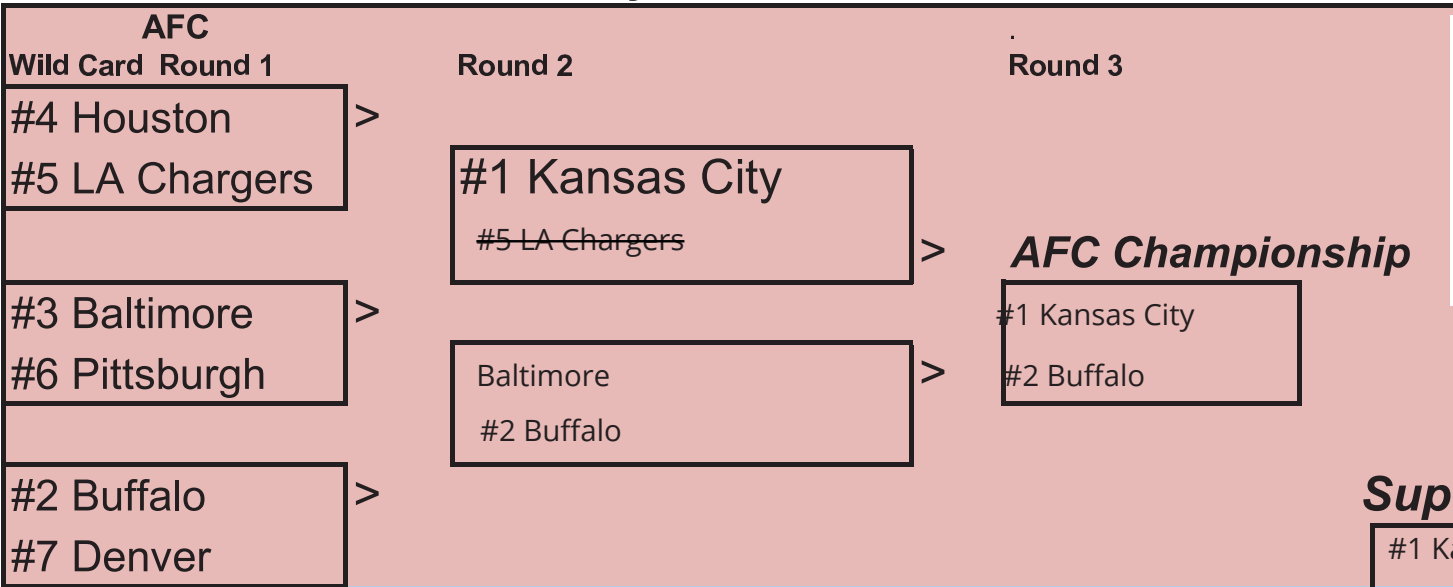 AFC
.
Wild Card Round 1
Round 2
Round 3
#4 Houston
>
#5 LA Chargers
#1 Kansas City
#5 LA Chargers
>
AFC Championship
#3 Baltimore
>
#6 Pittsburgh
#1 Kansas City
Baltimore
>
#2 Buffalo
#2 Buffalo
#2 Buffalo
>
#7 Denver
Sup
#1 Ka